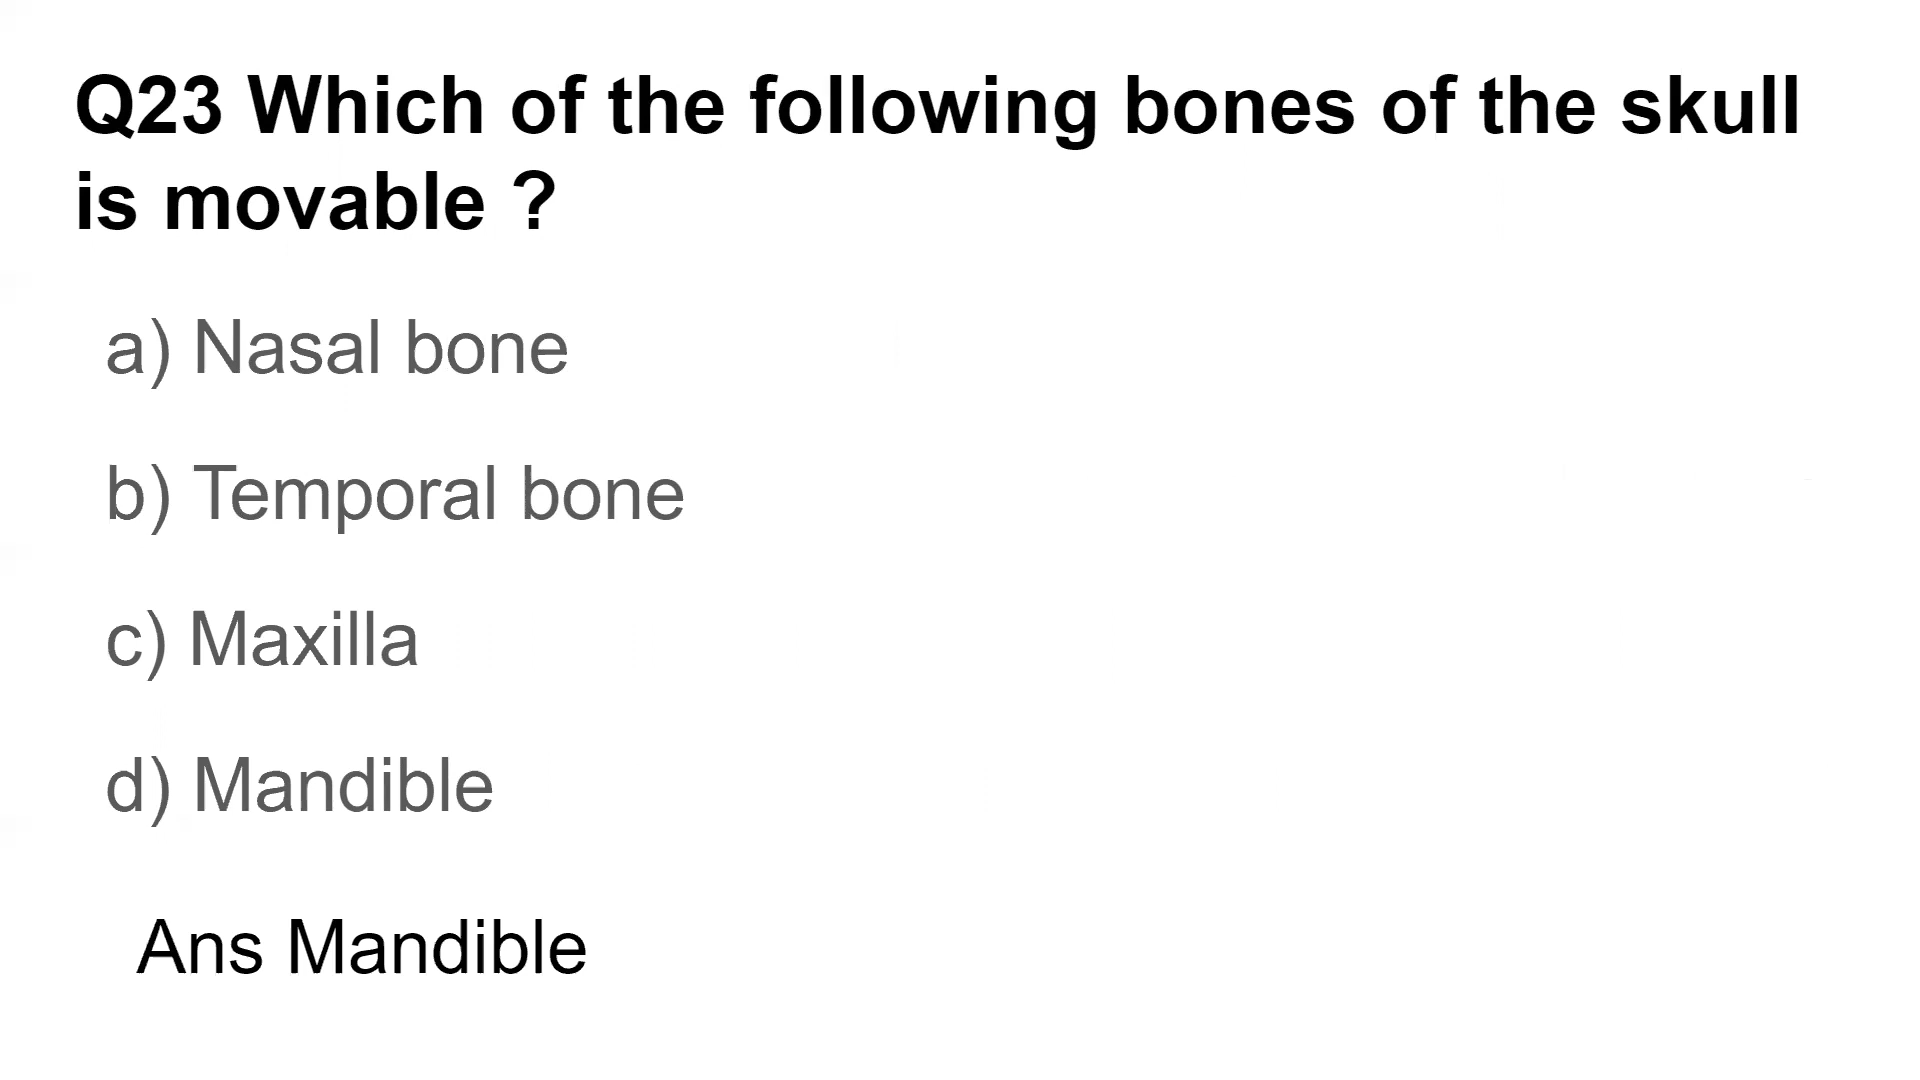 Q23 Which of the following bones of the skull
is movable ?
a) Nasal bone
b) Temporal bone
c) Maxilla
d) Mandible
Ans Mandible